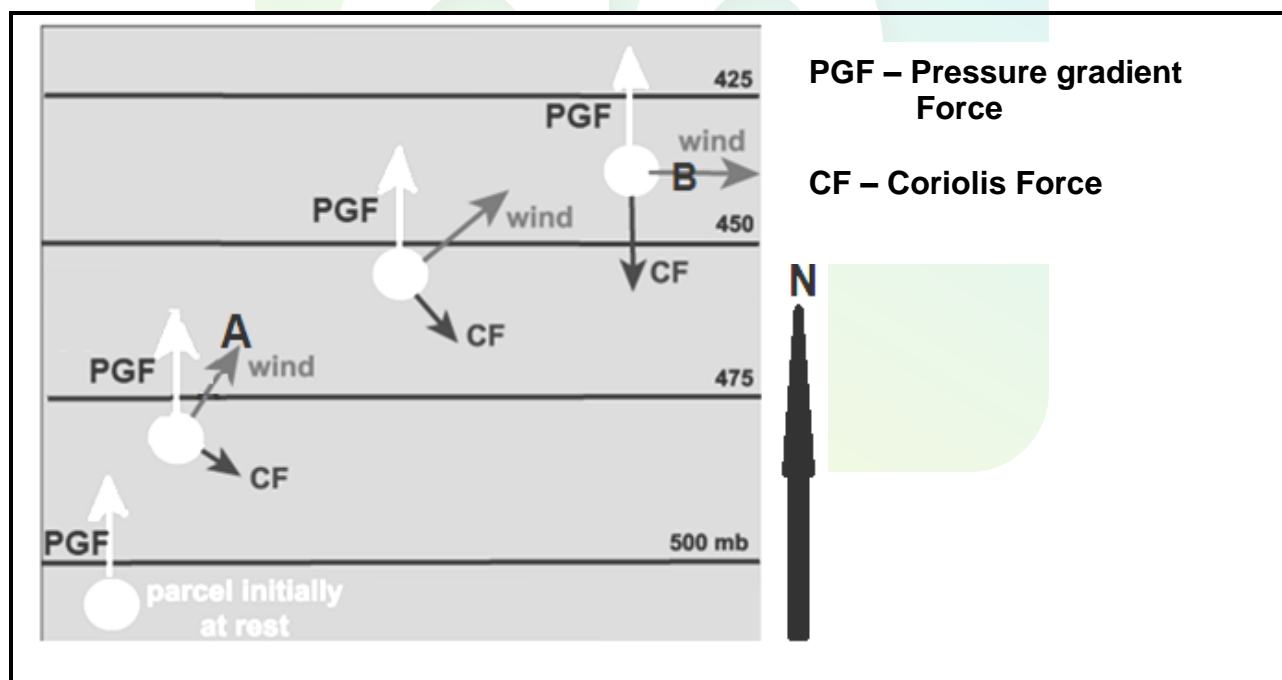 425
PGF
wind
B
PGF
wind
450
CF
CF
A
PGF
wind
475
CF
PGF
500 mb
parcel initially
at rest
PGF – Pressure gradient
Force
CF – Coriolis Force
N